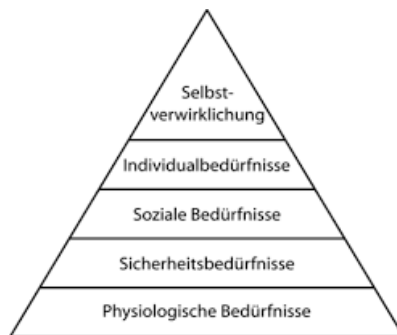 Selbst-
verwirklichung
Individualbedürfnisse
Soziale Bedürfnisse
Sicherheitsbedürfnisse
Physiologische Bedürfnisse